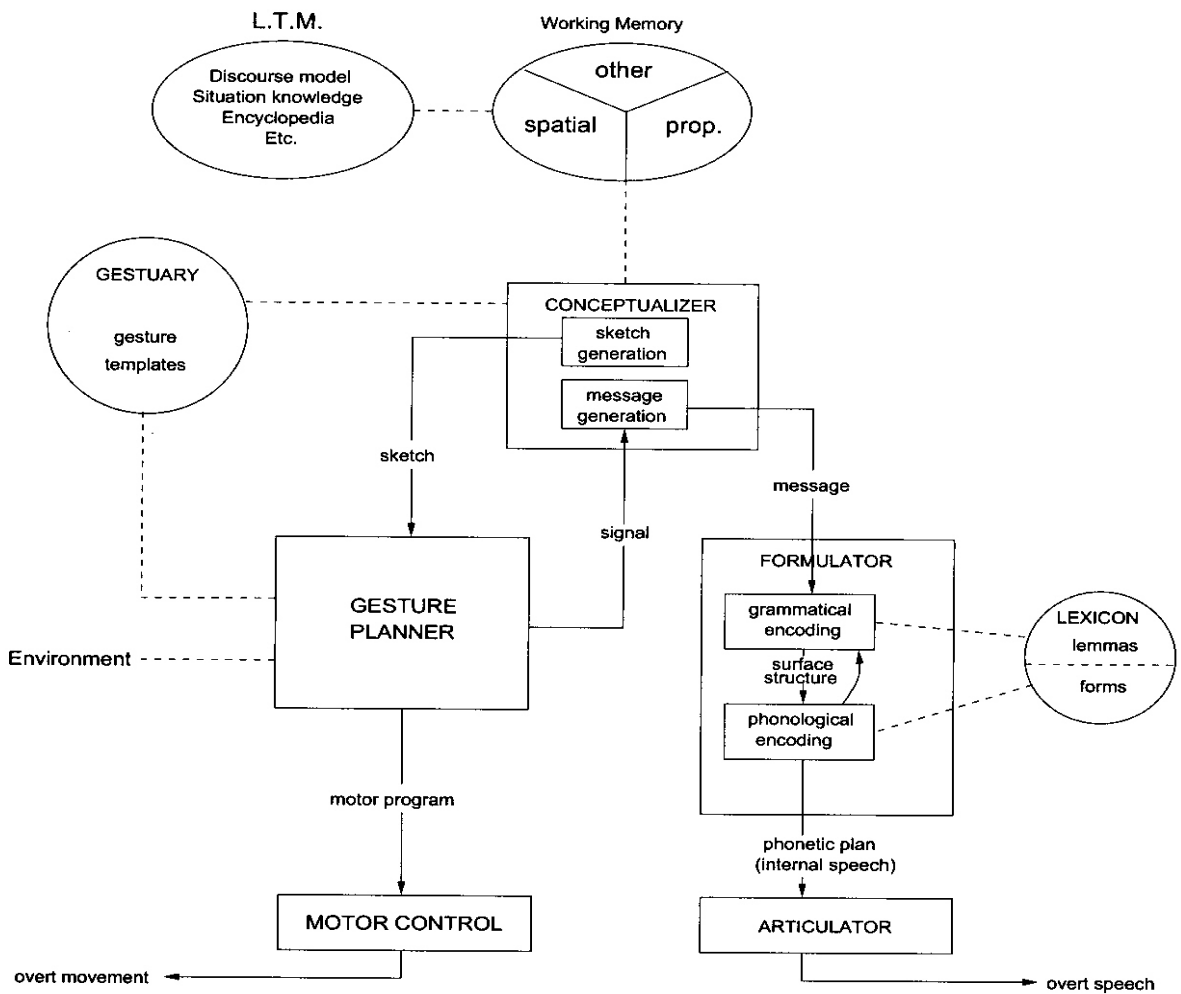 L.T.M.
Working Memory
Discourse model
Situation knowledge
Encyclopedia
Etc.
other
spatial
prop.
GESTUARY
gesture
templates
CONCEPTUALIZER
sketch
generation
message
generation
sketch
signal
message
GESTURE
PLANNER
Environment
FORMULATOR
grammatical
encoding
surface
structure
phonological
encoding
LEXICON
lemmas
forms
motor program
phonetic plan
(internal speech)
MOTOR CONTROL
ARTICULATOR
overt movement
overt speech